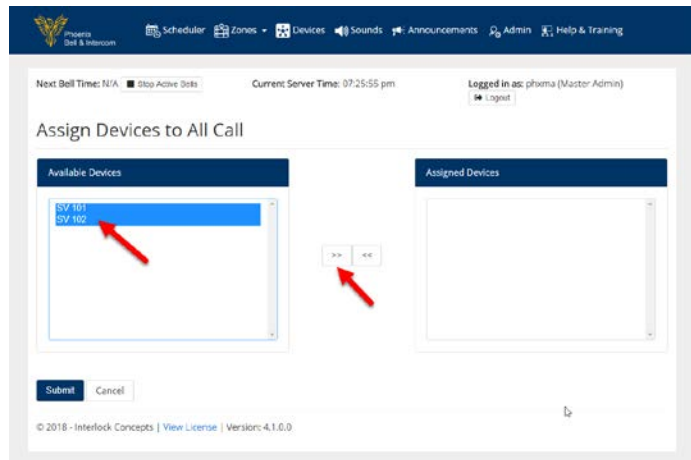 Phoenix
Bell & Intercom
Scheduler Zones Devices Sounds Announcements Admin Help & Training
Next Bell Time: N/A Stop Active Bells Current Server Time: 07:25:55 pm Logged in as: phxma (Master Admin)
Logout
Assign Devices to All Call
Available Devices Assigned Devices
SV 101
SV 102
>> <<
Submit Cancel
© 2018 - Interlock Concepts | View License | Version: 4.1.0.0